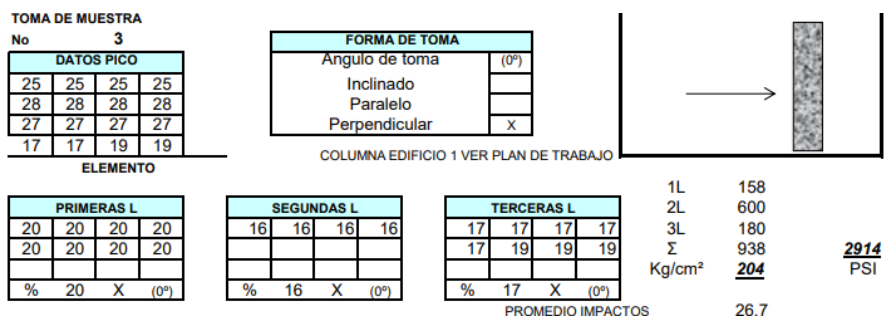 TOMA DE MUESTRA
No 3
DATOS PICO
25 25 25 25
28 28 28 28
27 27 27 27
17 17 19 19
ELEMENTO
FORMA DE TOMA
Angulo de toma (0º)
Inclinado
Paralelo
Perpendicular X
COLUMNA EDIFICIO 1 VER PLAN DE TRABAJO
PRIMERAS L
20 20 20 20
20 20 20 20
% 20 X (0º)
SEGUNDAS L
16 16 16 16
% 16 X (0º)
TERCERAS L
17 17 17 17
17 19 19 19
% 17 X (0º)
1L 158
2L 600
3L 180
Σ 938 2914
Kg/cm² 204 PSI
PROMEDIO IMPACTOS 26.7